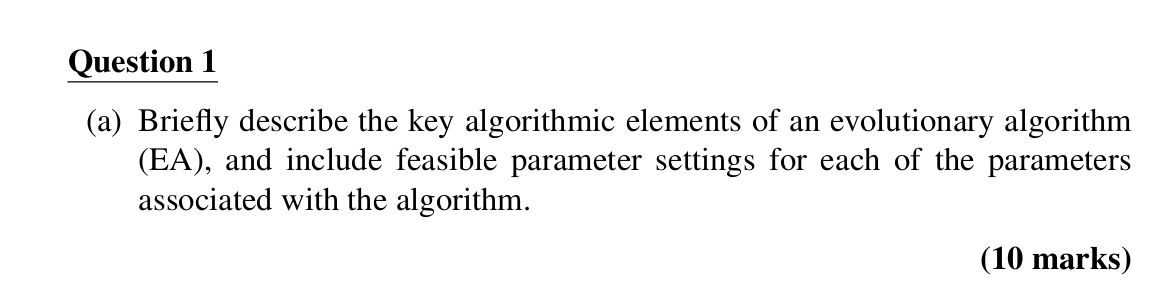 Question 1
(a) Briefly describe the key algorithmic elements of an evolutionary algorithm
(EA), and include feasible parameter settings for each of the parameters
associated with the algorithm.
(10 marks)